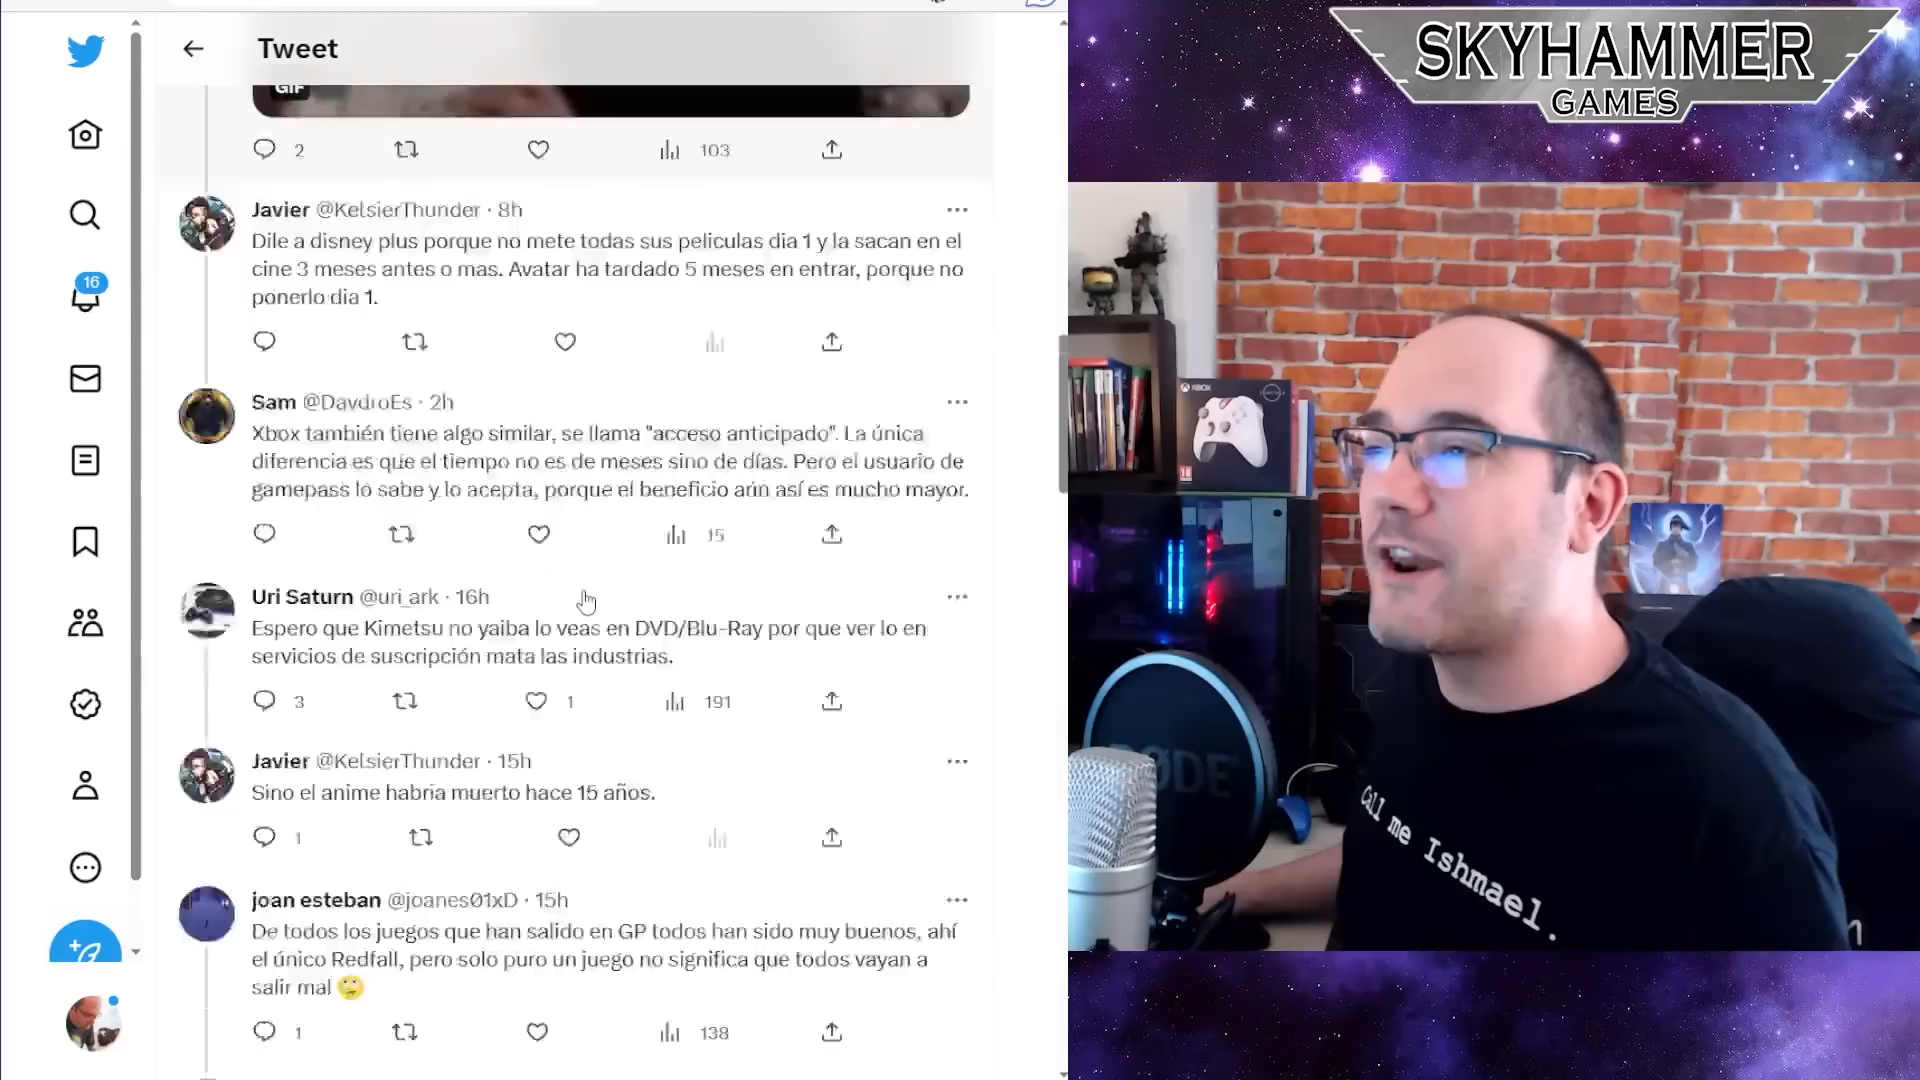 Tweet
GIF
2
103
Javier @KelsierThunder · 8h
Dile a disney plus porque no mete todas sus peliculas dia 1 y la sacan en el
cine 3 meses antes o mas. Avatar ha tardado 5 meses en entrar, porque no
ponerlo dia 1.
Sam @DavdroEs · 2h
Xbox también tiene algo similar, se llama "acceso anticipado". La única
diferencia es que el tiempo no es de meses sino de días. Pero el usuario de
gamepass lo sabe y lo acepta, porque el beneficio aún así es mucho mayor.
15
Uri Saturn @uri_ark · 16h
Espero que Kimetsu no yaiba lo veas en DVD/Blu-Ray por que ver lo en
servicios de suscripción mata las industrias.
3
1
191
Javier @KelsierThunder · 15h
Sino el anime habria muerto hace 15 años.
1
joan esteban @joanes01xD · 15h
De todos los juegos que han salido en GP todos han sido muy buenos, ahí
el único Redfall, pero solo puro un juego no significa que todos vayan a
salir mal
1
138
16
SKYHAMMER
GAMES
XBOX
RØDE
Call me Ishmael.